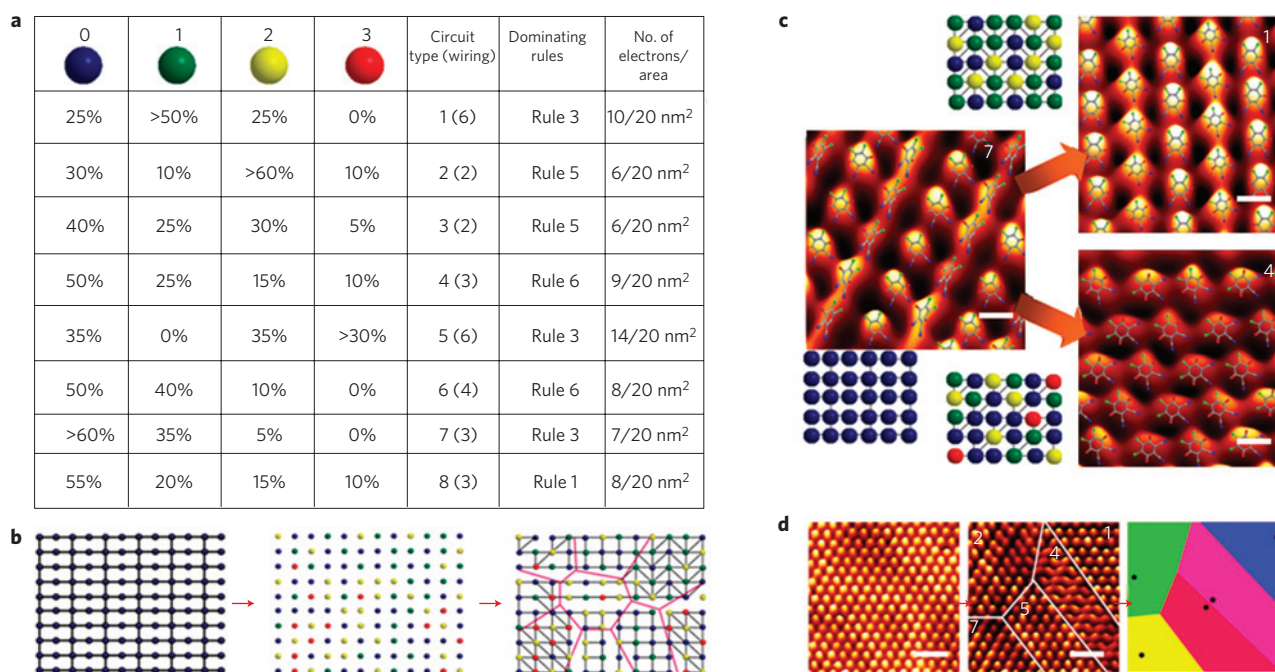 a
0 1 2 3 Circuit type (wiring) Dominating rules No. of electrons/ area
25% >50% 25% 0% 1 (6) Rule 3 10/20 nm²
30% 10% >60% 10% 2 (2) Rule 5 6/20 nm²
40% 25% 30% 5% 3 (2) Rule 5 6/20 nm²
50% 25% 15% 10% 4 (3) Rule 6 9/20 nm²
35% 0% 35% >30% 5 (6) Rule 3 14/20 nm²
50% 40% 10% 0% 6 (4) Rule 6 8/20 nm²
>60% 35% 5% 0% 7 (3) Rule 3 7/20 nm²
55% 20% 15% 10% 8 (3) Rule 1 8/20 nm²
b
c
1
7
4
d
2
1
4
5
7